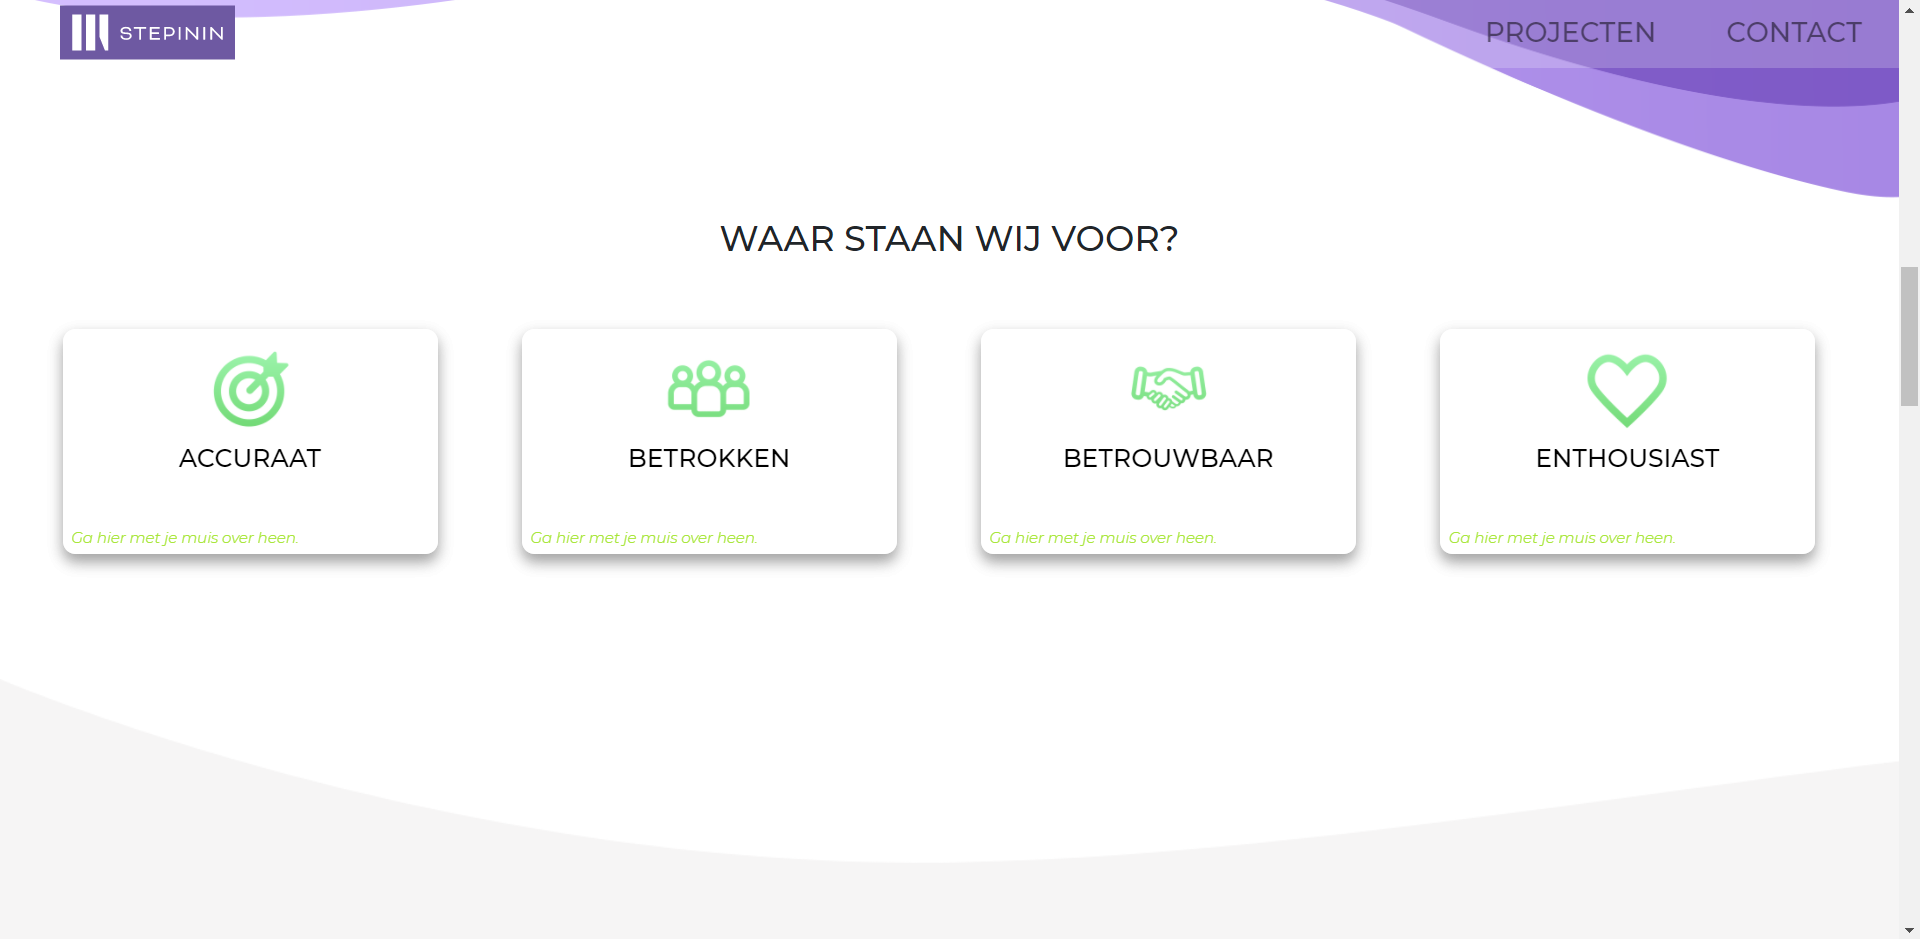 STEPININ
PROJECTEN
CONTACT
WAAR STAAN WIJ VOOR?
ACCURAAT
Ga hier met je muis over heen.
BETROKKEN
Ga hier met je muis over heen.
BETROUWBAAR
Ga hier met je muis over heen.
ENTHOUSIAST
Ga hier met je muis over heen.